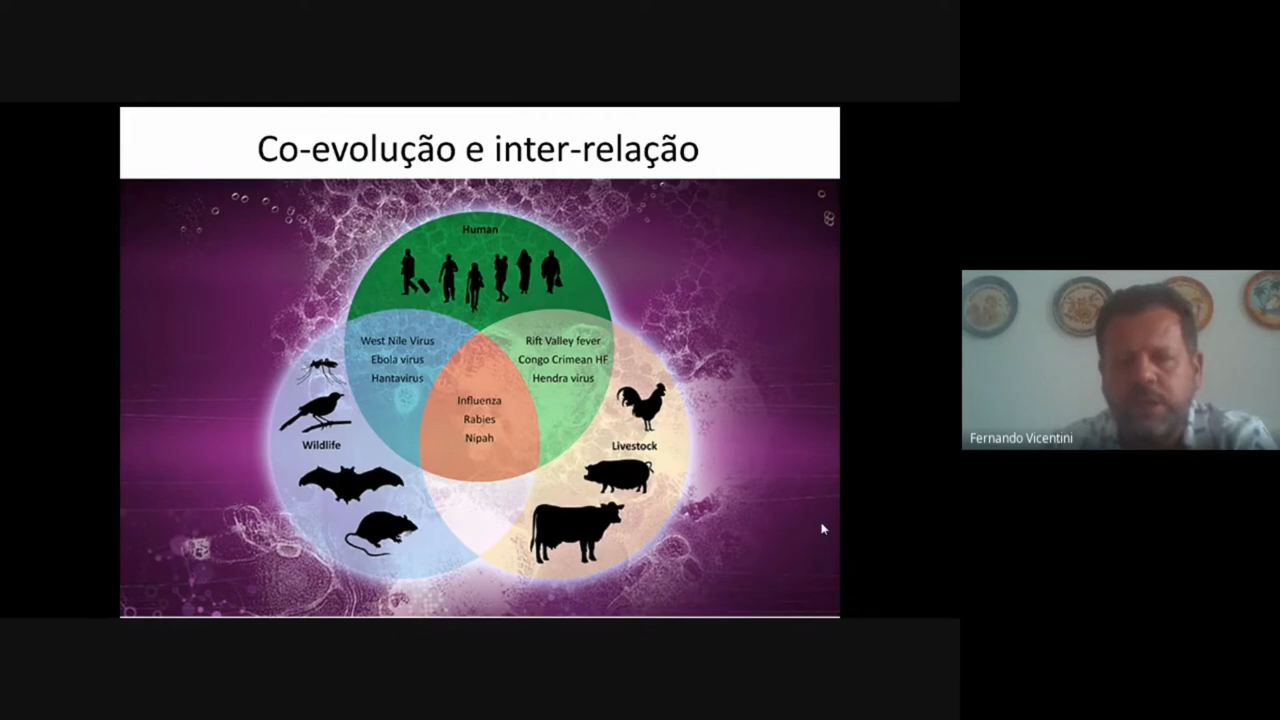 Co-evolução e inter-relação
Human
West Nile Virus
Ebola virus
Hantavirus
Rift Valley fever
Congo Crimean HF
Hendra virus
Influenza
Rabies
Nipah
Wildlife
Livestock
Fernando Vicentini